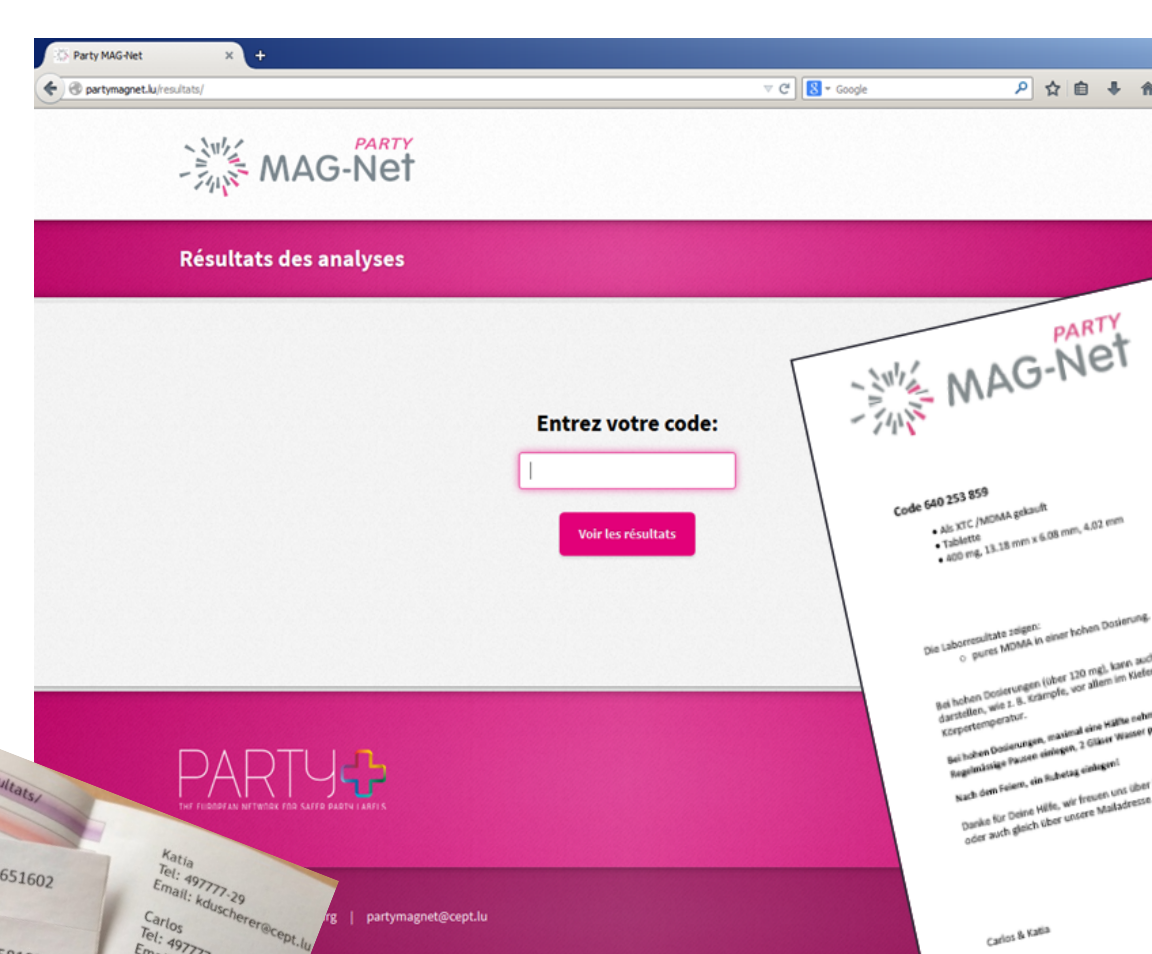 Party MAG-Net
partymagnet.lu/resultats/
Google
PARTY
MAG-Net
Résultats des analyses
Entrez votre code:
Voir les résultats
PARTY
THE EUROPEAN NETWORK FOR SAFER PARTY LABELS
rg | partymagnet@cept.lu
PARTY
MAG-Net
Code 640 253 859
• Als XTC /MDMA gekauft
• Tablette
• 400 mg, 13.18 mm x 6.08 mm, 4.02 mm
Die Laborresultate zeigen:
○ pures MDMA in einer hohen Dosierung.
Bei hohen Dosierungen (über 120 mg), kann auch
darstellen, wie z. B. Krämpfe, vor allem im Kiefer
Körpertemperatur.
Bei hohen Dosierungen, maximal eine Hälfte nehm
Regelmässige Pausen einlegen, 2 Gläser Wasser p
Nach dem Feiern, ein Ruhetag einlegen!
Danke für Deine Hilfe, wir freuen uns über
oder auch gleich über unsere Mailadresse
Carlos & Katia
ultats/
651602
Katia
Tel: 497777-29
Email: kduscherer@cept.lu
Carlos
Tel: 49777